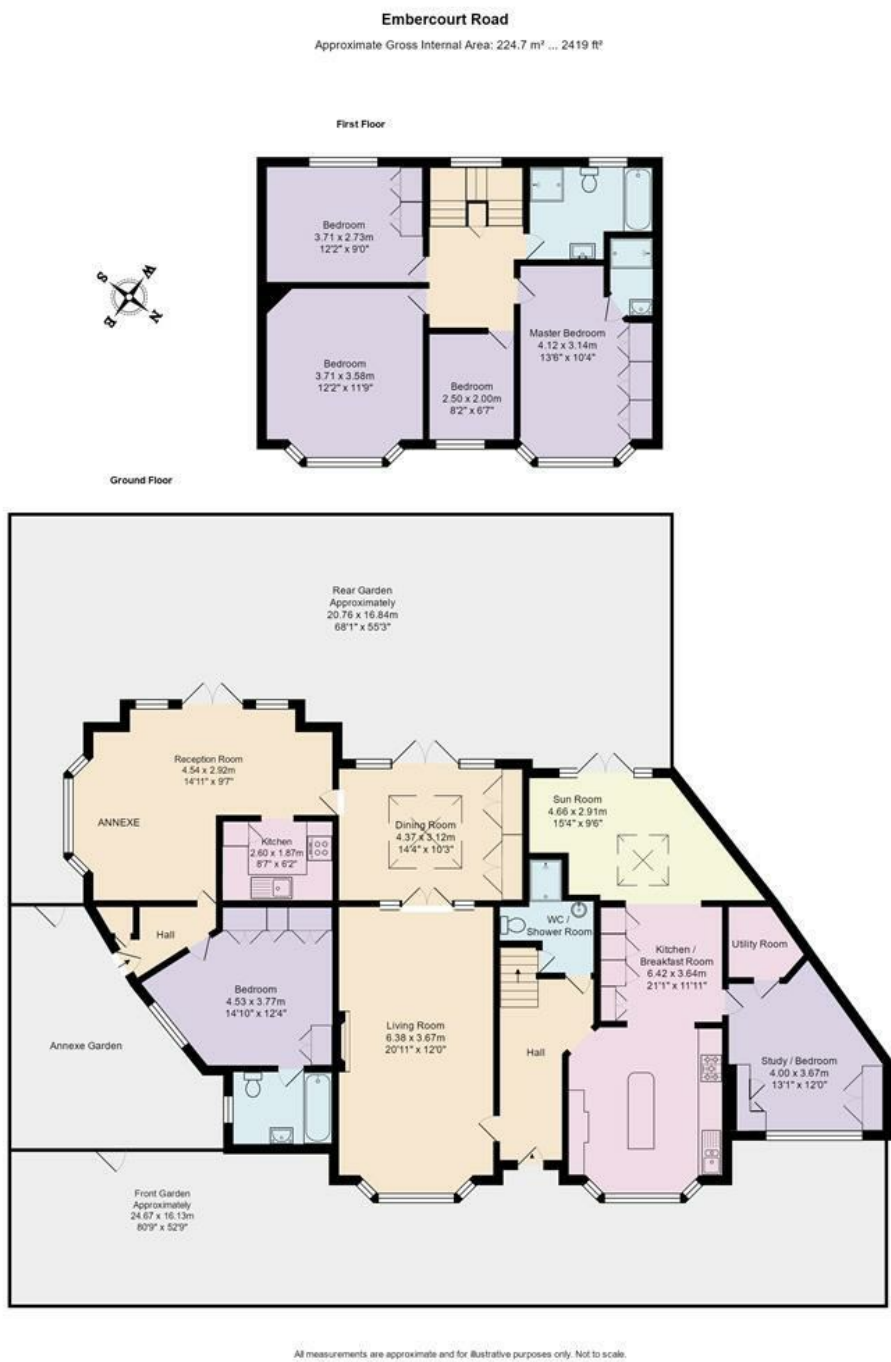 Embercourt Road
Approximate Gross Internal Area: 224.7 m² ... 2419 ft²
First Floor
Bedroom
3.71 x 2.73m
12'2" x 9'0"
S
W
E
N
Bedroom
3.71 x 3.58m
12'2" x 11'9"
Bedroom
2.50 x 2.00m
8'2" x 6'7"
Master Bedroom
4.12 x 3.14m
13'6" x 10'4"
Ground Floor
Rear Garden
Approximately
20.76 x 16.84m
68'1" x 55'3"
Reception Room
4.54 x 2.92m
14'11" x 9'7"
ANNEXE
Kitchen
2.60 x 1.87m
8'7" x 6'2"
Dining Room
4.37 x 3.12m
14'4" x 10'3"
Sun Room
4.66 x 2.91m
15'4" x 9'6"
Hall
Bedroom
4.53 x 3.77m
14'10" x 12'4"
Annexe Garden
Living Room
6.38 x 3.67m
20'11" x 12'0"
WC /
Shower Room
Hall
Kitchen /
Breakfast Room
6.42 x 3.64m
21'1" x 11'11"
Utility Room
Study / Bedroom
4.00 x 3.67m
13'1" x 12'0"
Front Garden
Approximately
24.67 x 16.13m
80'9" x 52'9"
All measurements are approximate and for illustrative purposes only. Not to scale.